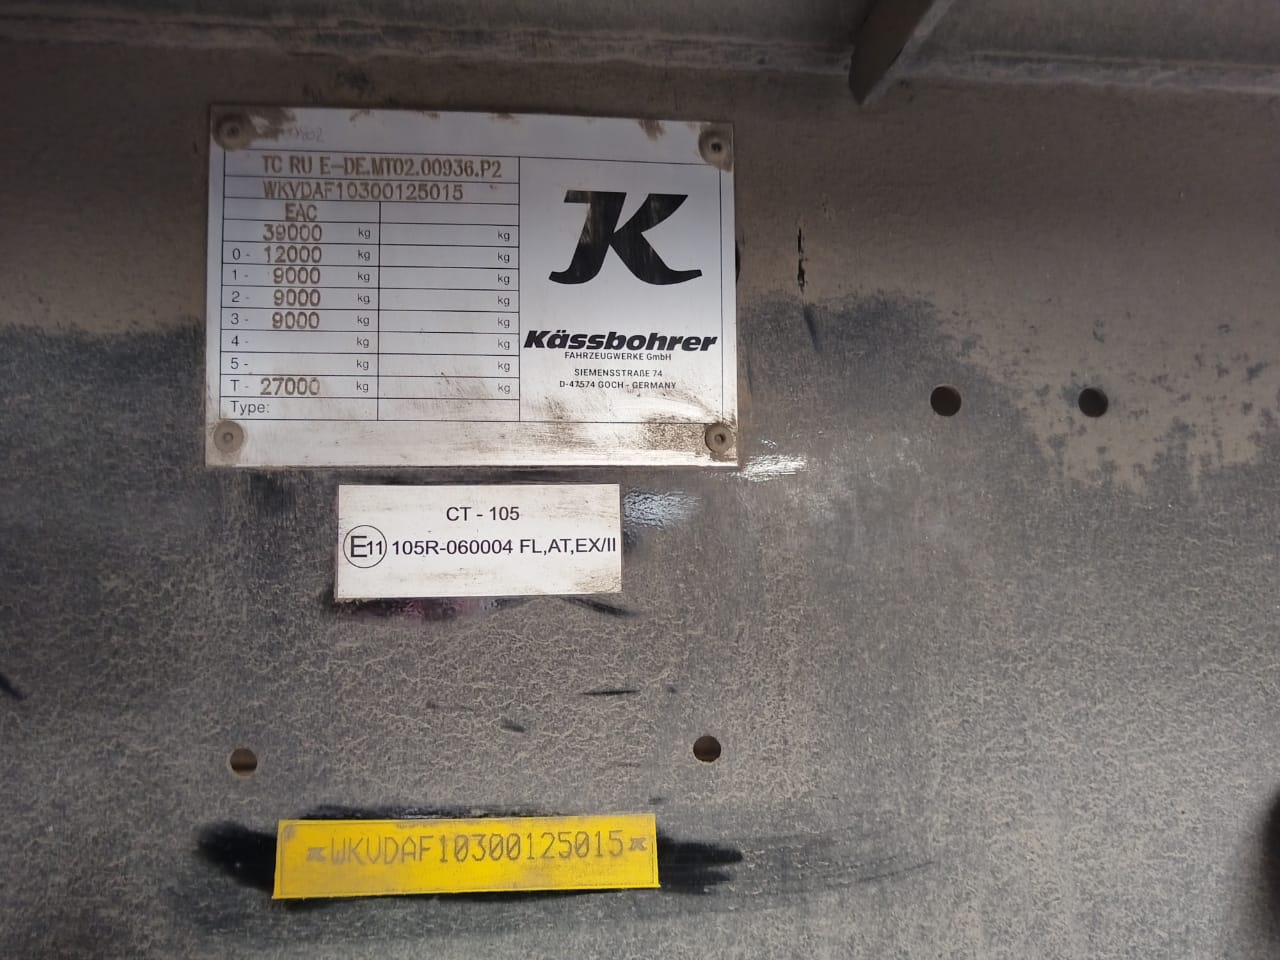 TC RU E-DE.MT02.00936.P2
WKVDAF10300125015
EAC
39000 kg kg
0 - 12000 kg kg
1 - 9000 kg kg
2 - 9000 kg kg
3 - 9000 kg kg
4 - kg kg
5 - kg kg
T - 27000 kg kg
Type:
K
Kässbohrer
FAHRZEUGWERKE GmbH
SIEMENSSTRAßE 74
D-47574 GOCH - GERMANY
CT - 105
E11 105R-060004 FL,AT,EX/II
WKVDAF10300125015